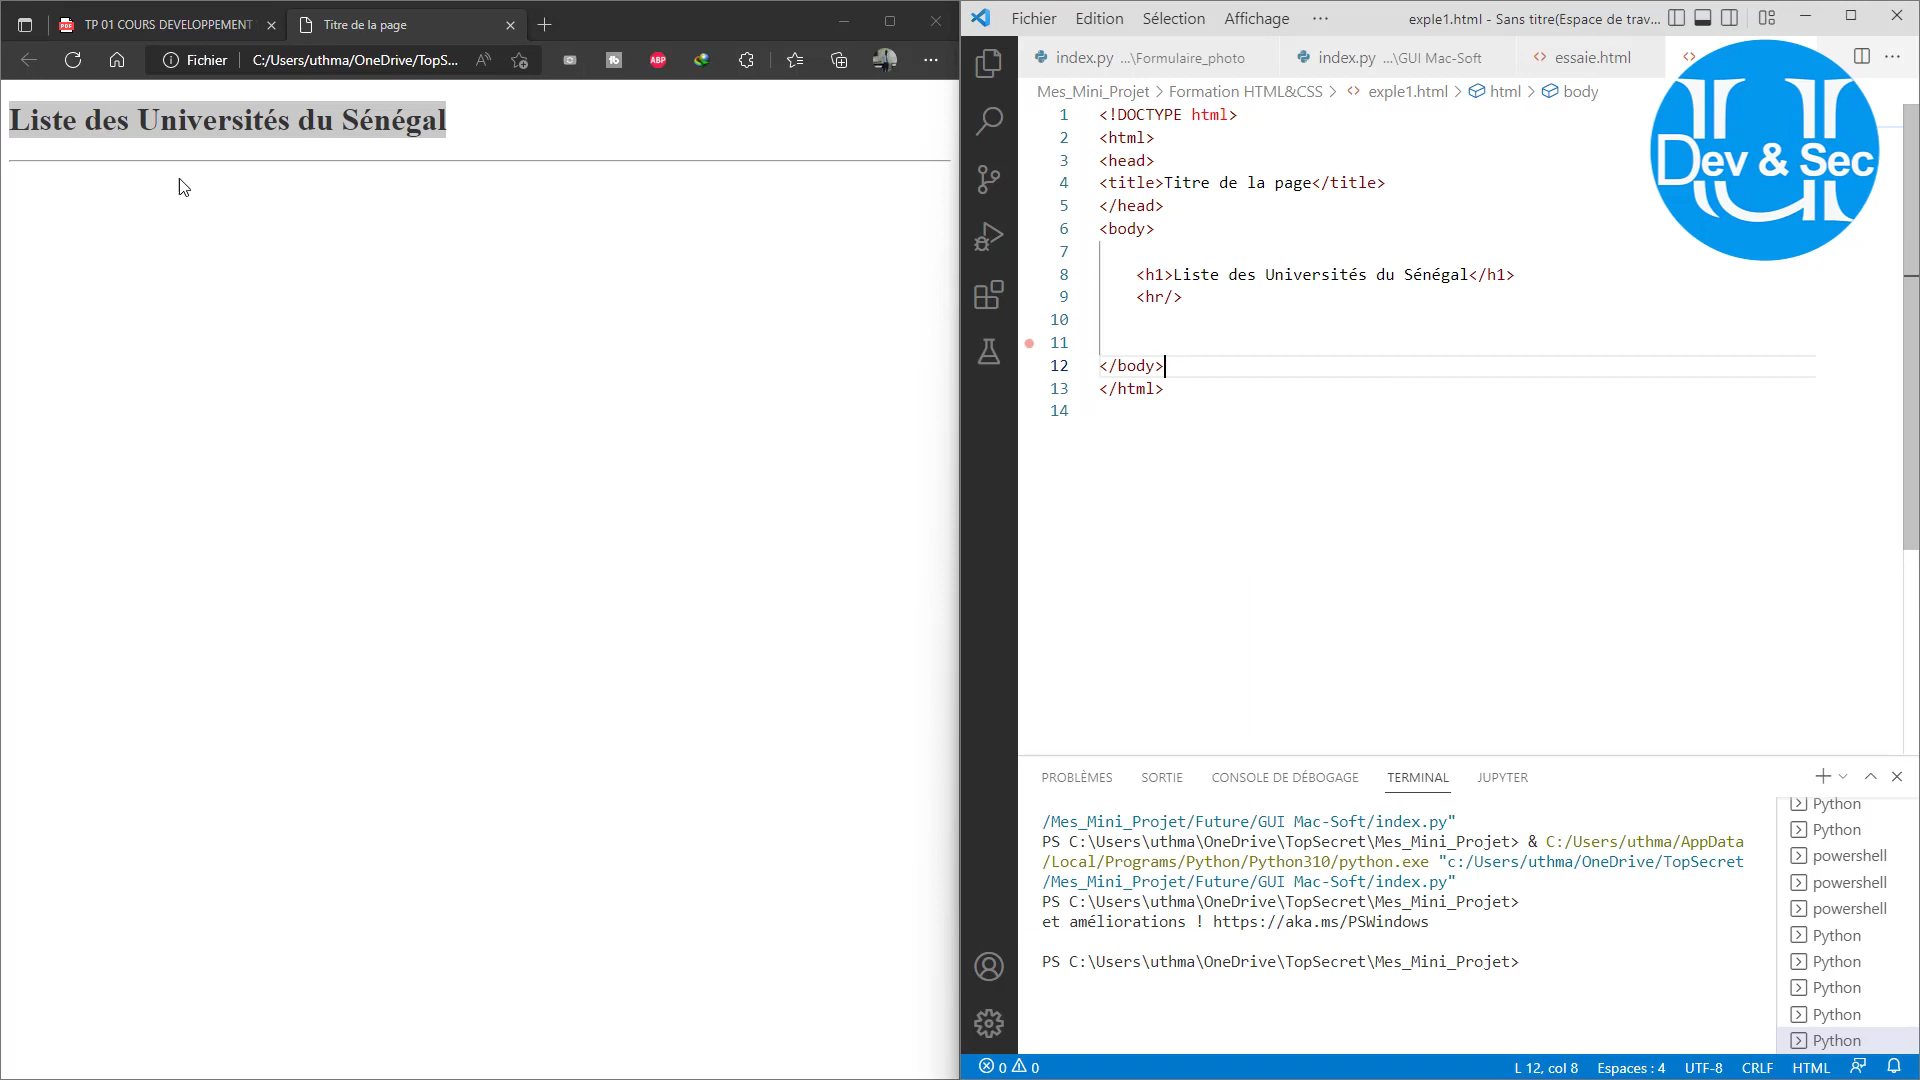 TP 01 COURS DEVELOPPEMENT
Titre de la page
Fichier
C:/Users/uthma/OneDrive/TopS...
ABP
Liste des Universités du Sénégal
Fichier Edition Sélection Affichage ···
exple1.html - Sans titre(Espace de trav...
index.py ...\Formulaire_photo
index.py ...\GUI Mac-Soft
essaie.html
Mes_Mini_Projet > Formation HTML&CSS > exple1.html > html > body
Dev & Sec
1 <!DOCTYPE html>
2 <html>
3 <head>
4 <title>Titre de la page</title>
5 </head>
6 <body>
7
8 <h1>Liste des Universités du Sénégal</h1>
9 <hr/>
10
11
12 </body>
13 </html>
14
PROBLÈMES SORTIE CONSOLE DE DÉBOGAGE TERMINAL JUPYTER
/Mes_Mini_Projet/Future/GUI Mac-Soft/index.py"
PS C:\Users\uthma\OneDrive\TopSecret\Mes_Mini_Projet> & C:/Users/uthma/AppData
/Local/Programs/Python/Python310/python.exe "c:/Users/uthma/OneDrive/TopSecret
/Mes_Mini_Projet/Future/GUI Mac-Soft/index.py"
PS C:\Users\uthma\OneDrive\TopSecret\Mes_Mini_Projet>
et améliorations ! https://aka.ms/PSWindows
PS C:\Users\uthma\OneDrive\TopSecret\Mes_Mini_Projet>
Python
Python
powershell
powershell
powershell
Python
Python
Python
Python
Python
0 0
L 12, col 8 Espaces : 4 UTF-8 CRLF HTML